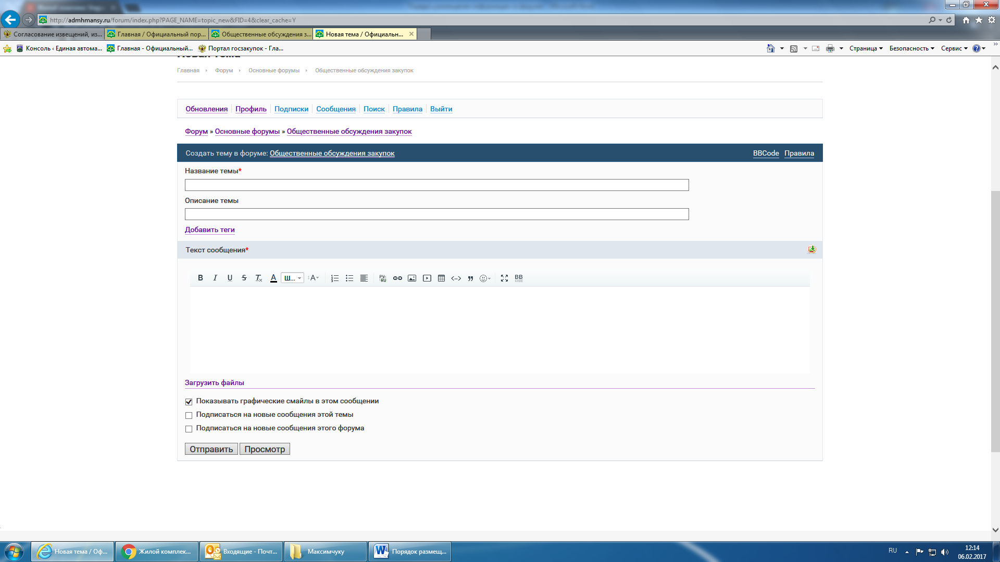 http://admhmansy.ru/forum/index.php?PAGE_NAME=topic_new&FID=4&clear_cache=Y
Согласование извещений, из...
Главная / Официальный пор...
Общественные обсуждения з...
Новая тема / Официальн...
Консоль ‹ Единая автома...
Главная - Официальный...
Портал госзакупок - Гла...
Страница
Безопасность
Сервис
Новая тема
Главная
Форум
Основные форумы
Общественные обсуждения закупок
Обновления
Профиль
Подписки
Сообщения
Поиск
Правила
Выйти
Форум » Основные форумы » Общественные обсуждения закупок
Создать тему в форуме: Общественные обсуждения закупок
BBCode Правила
Название темы*
Описание темы
Добавить теги
Текст сообщения*
Ш...
BB
CODE
Загрузить файлы
Показывать графические смайлы в этом сообщении
Подписаться на новые сообщения этой темы
Подписаться на новые сообщения этого форума
Отправить Просмотр
Новая тема / Оф...
Жилой комплек...
Входящие - Почт...
Максимчуку
Порядок размещ...
RU
12:14
06.02.2017